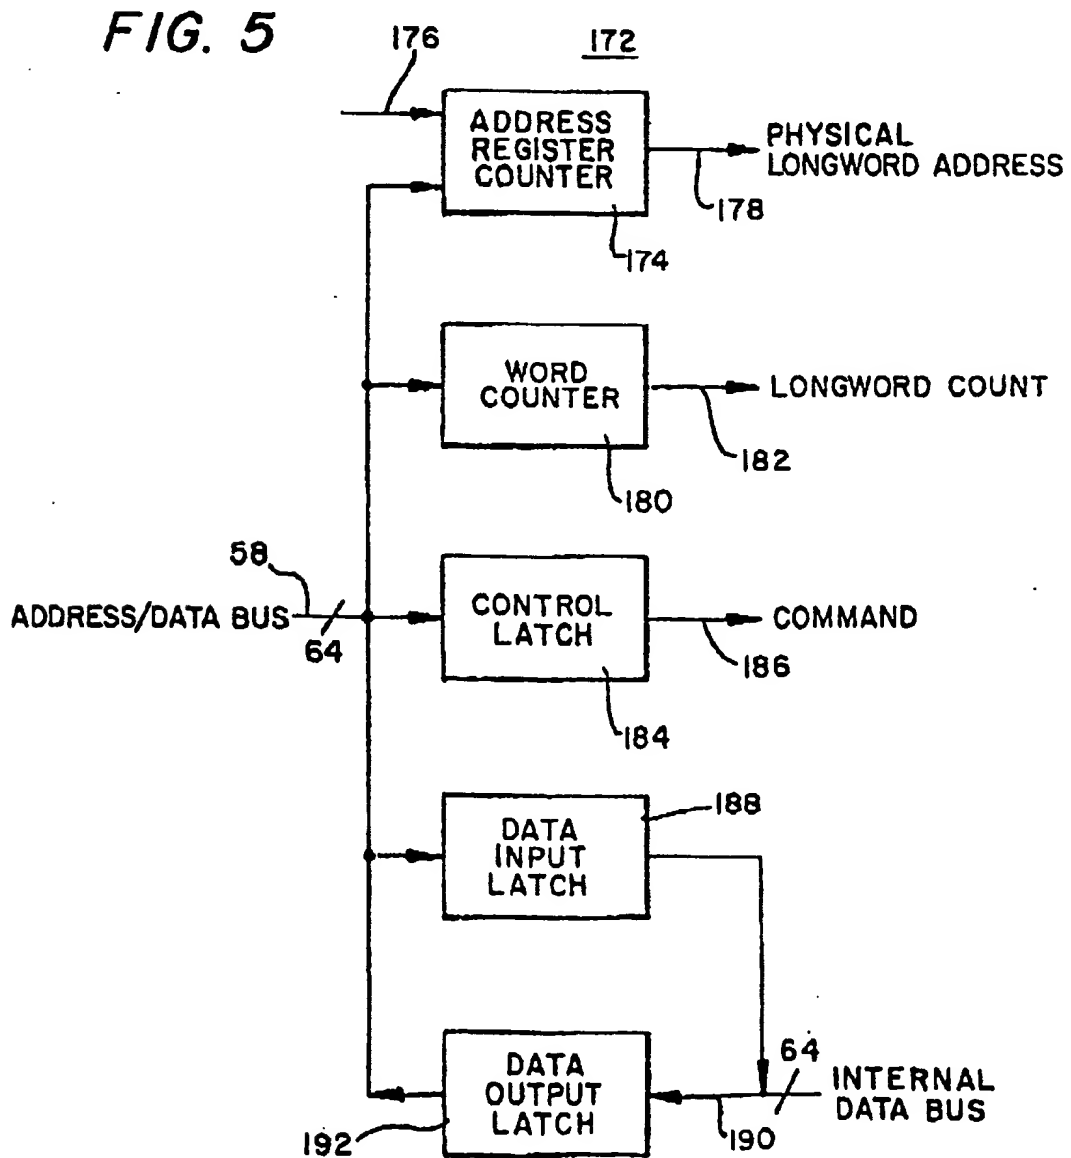 FIG. 5
176
172
ADDRESS
REGISTER
COUNTER
PHYSICAL
LONGWORD ADDRESS
178
174
WORD
COUNTER
LONGWORD COUNT
182
180
58
ADDRESS/DATA BUS
64
CONTROL
LATCH
COMMAND
186
184
188
DATA
INPUT
LATCH
64
DATA
OUTPUT
LATCH
INTERNAL
DATA BUS
190
192